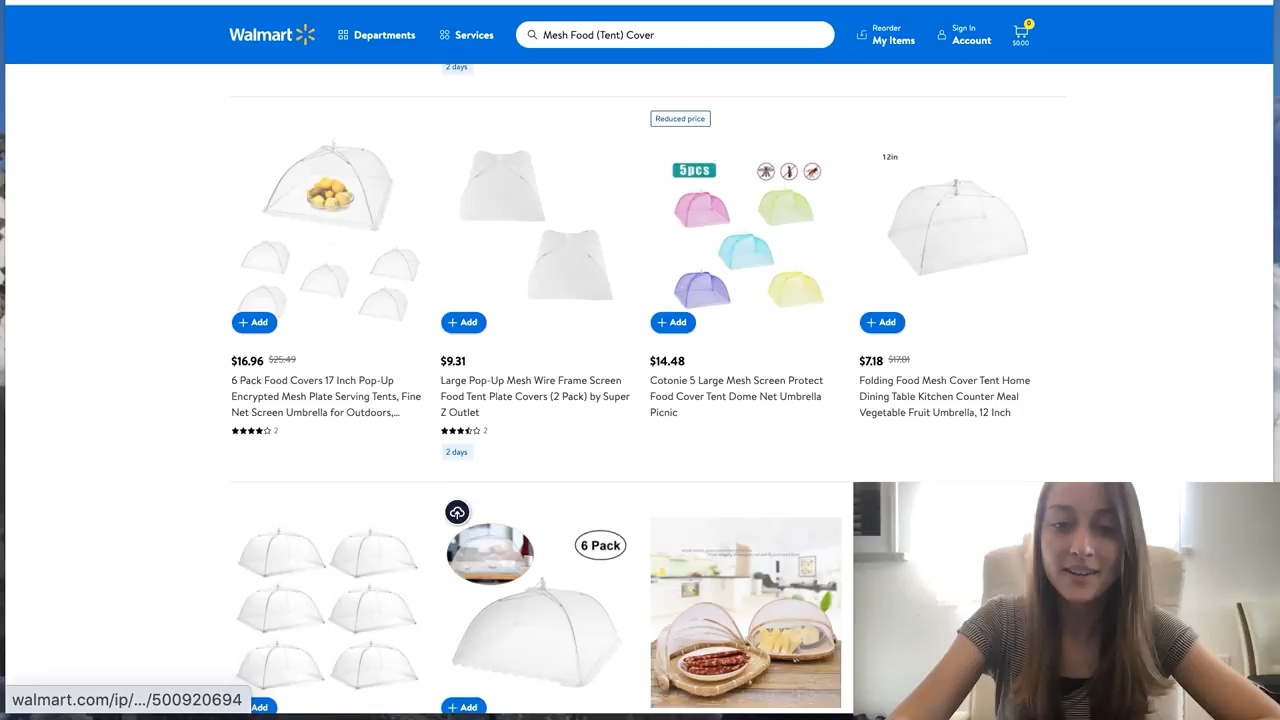 Walmart
Departments
Services
Mesh Food (Tent) Cover
Reorder
My Items
Sign In
Account
0
$0.00
2 days
Reduced price
5pcs
12in
+ Add
+ Add
+ Add
+ Add
$16.96 $25.49
$9.31
$14.48
$7.18 $17.81
6 Pack Food Covers 17 Inch Pop-Up
Encrypted Mesh Plate Serving Tents, Fine
Net Screen Umbrella for Outdoors,...
2
Large Pop-Up Mesh Wire Frame Screen
Food Tent Plate Covers (2 Pack) by Super
Z Outlet
2
2 days
Cotonie 5 Large Mesh Screen Protect
Food Cover Tent Dome Net Umbrella
Picnic
Folding Food Mesh Cover Tent Home
Dining Table Kitchen Counter Meal
Vegetable Fruit Umbrella, 12 Inch
6 Pack
Add
+ Add
walmart.com/ip/.../500920694